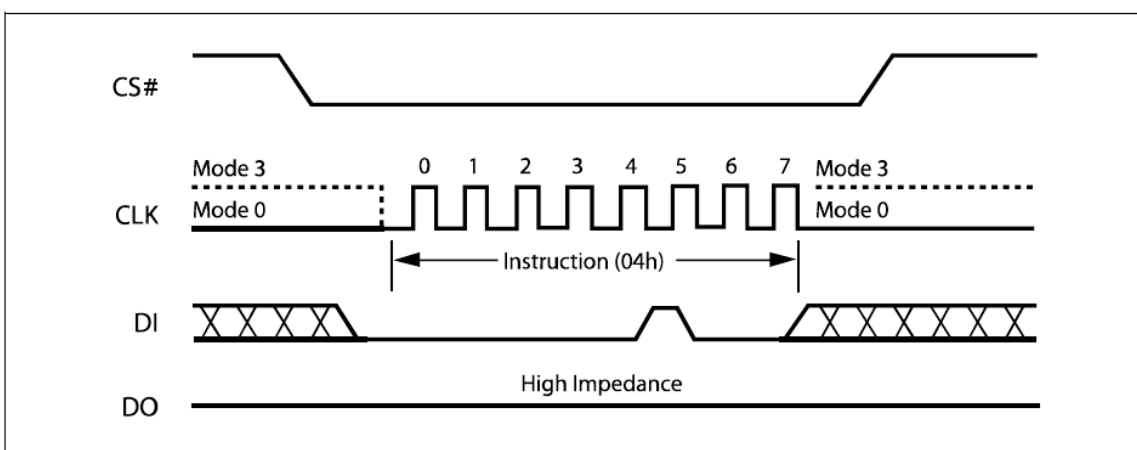 CS#
Mode 3
0 1 2 3 4 5 6 7
Mode 3
CLK
Mode 0
Mode 0
Instruction (04h)
DI
High Impedance
DO